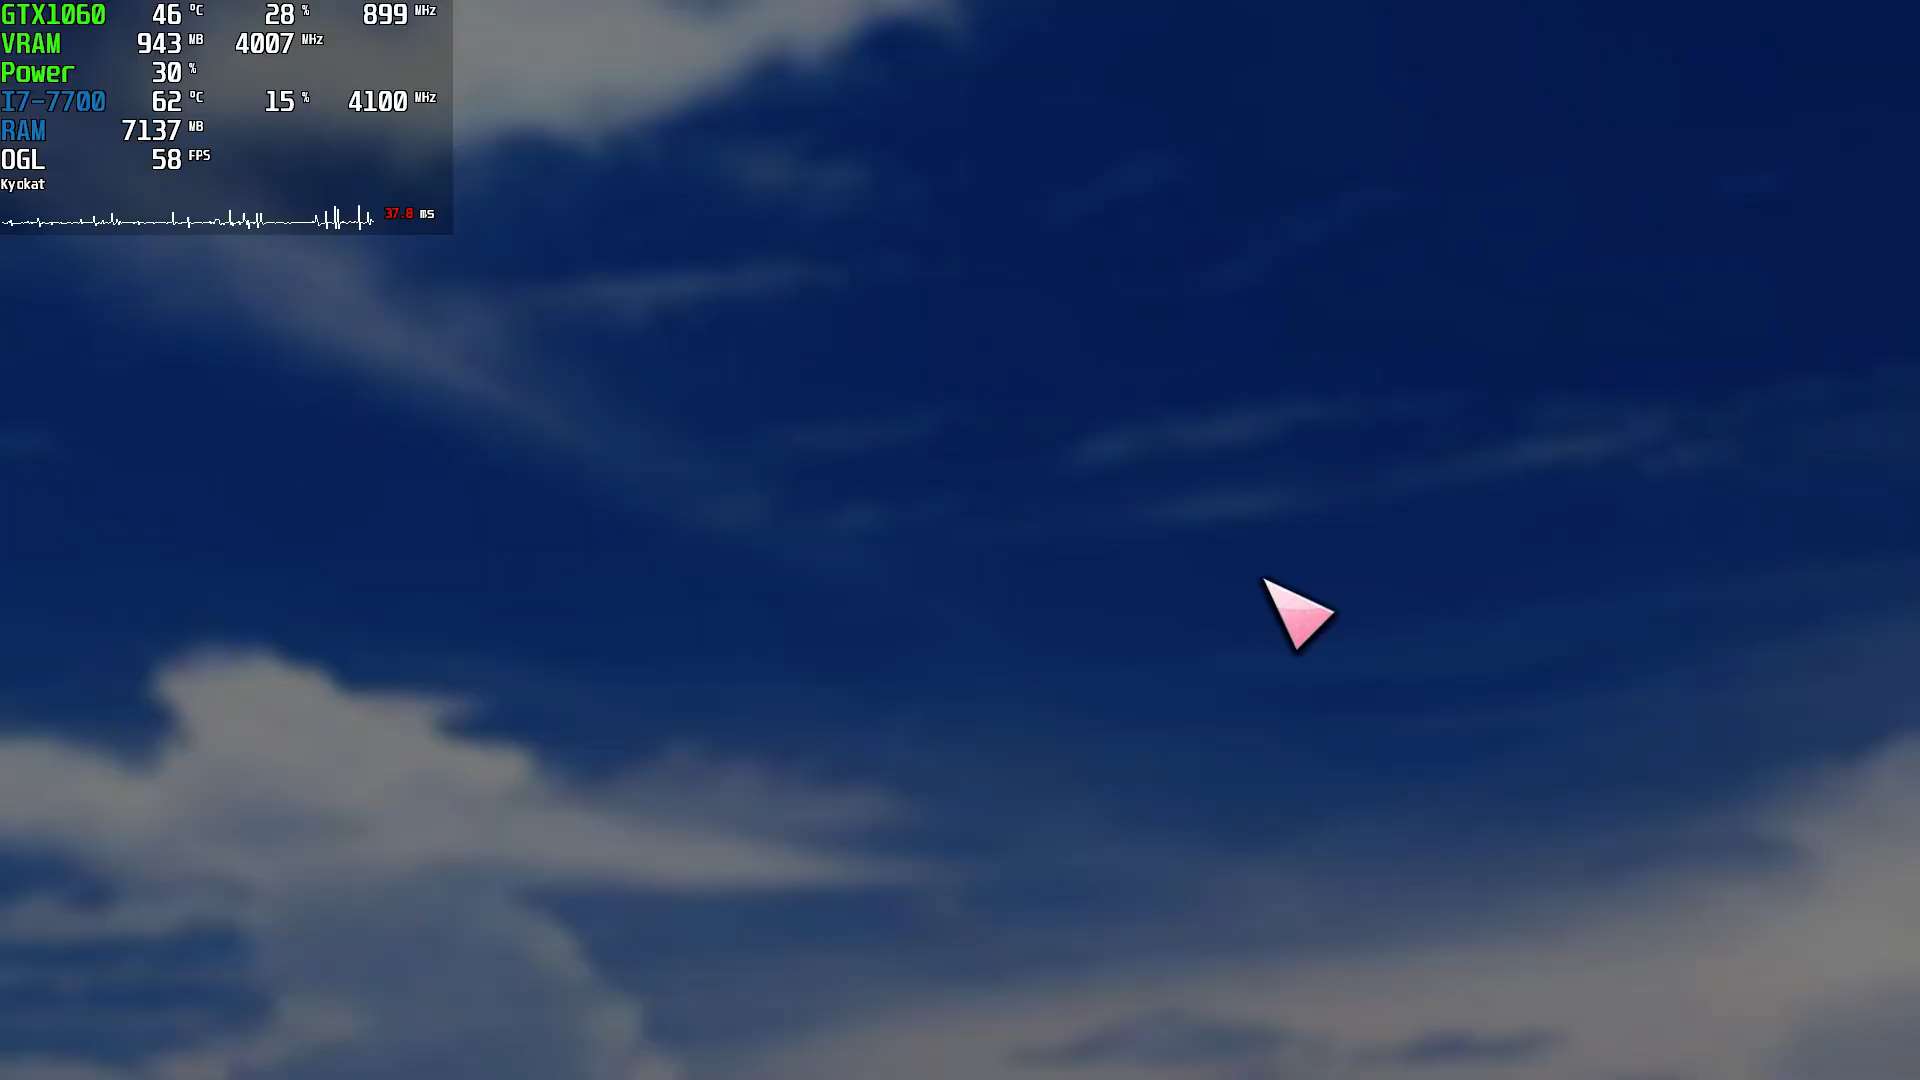 GTX1060 46 °C 28 % 899 MHz
VRAM 943 MB 4007 MHz
Power 30 %
I7-7700 62 °C 15 % 4100 MHz
RAM 7137 MB
OGL 58 FPS
Kyokat
37.8 ms